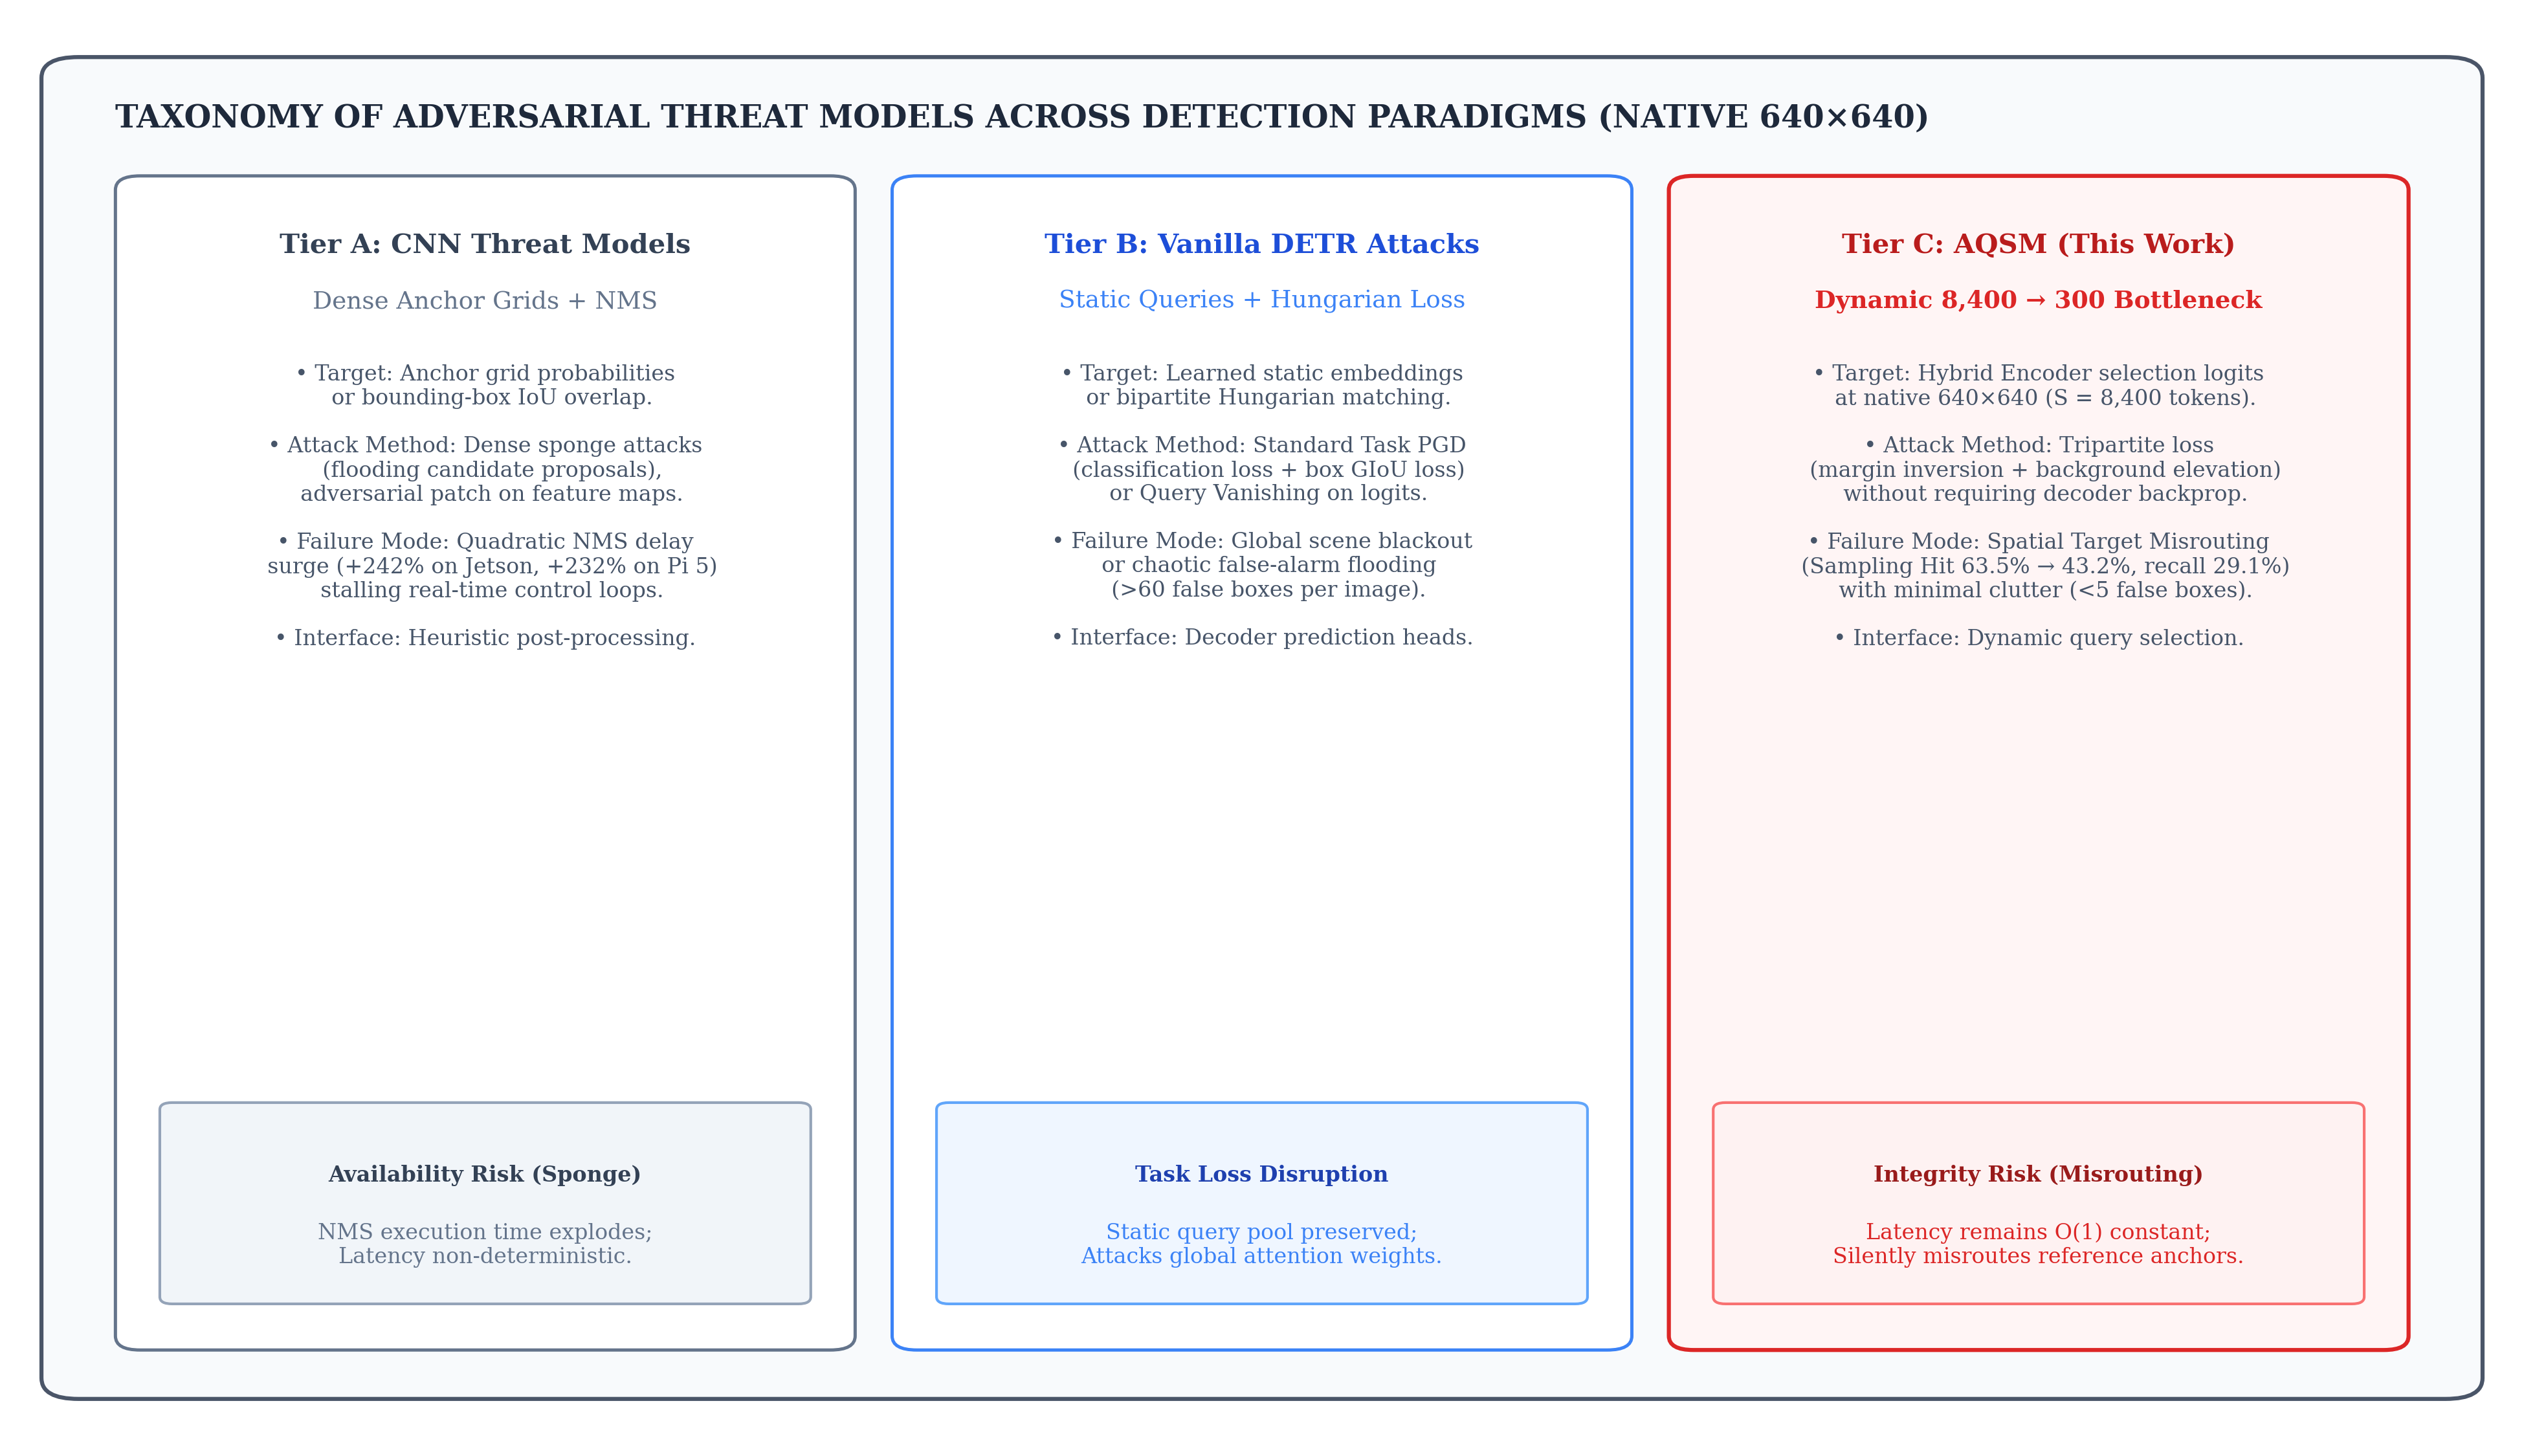 TAXONOMY OF ADVERSARIAL THREAT MODELS ACROSS DETECTION PARADIGMS (NATIVE 640×640)
Tier A: CNN Threat Models
Dense Anchor Grids + NMS
• Target: Anchor grid probabilities
or bounding-box IoU overlap.
• Attack Method: Dense sponge attacks
(flooding candidate proposals),
adversarial patch on feature maps.
• Failure Mode: Quadratic NMS delay
surge (+242% on Jetson, +232% on Pi 5)
stalling real-time control loops.
• Interface: Heuristic post-processing.
Availability Risk (Sponge)
NMS execution time explodes;
Latency non-deterministic.
Tier B: Vanilla DETR Attacks
Static Queries + Hungarian Loss
• Target: Learned static embeddings
or bipartite Hungarian matching.
• Attack Method: Standard Task PGD
(classification loss + box GIoU loss)
or Query Vanishing on logits.
• Failure Mode: Global scene blackout
or chaotic false-alarm flooding
(>60 false boxes per image).
• Interface: Decoder prediction heads.
Task Loss Disruption
Static query pool preserved;
Attacks global attention weights.
Tier C: AQSM (This Work)
Dynamic 8,400 → 300 Bottleneck
• Target: Hybrid Encoder selection logits
at native 640×640 (S = 8,400 tokens).
• Attack Method: Tripartite loss
(margin inversion + background elevation)
without requiring decoder backprop.
• Failure Mode: Spatial Target Misrouting
(Sampling Hit 63.5% → 43.2%, recall 29.1%)
with minimal clutter (<5 false boxes).
• Interface: Dynamic query selection.
Integrity Risk (Misrouting)
Latency remains O(1) constant;
Silently misroutes reference anchors.